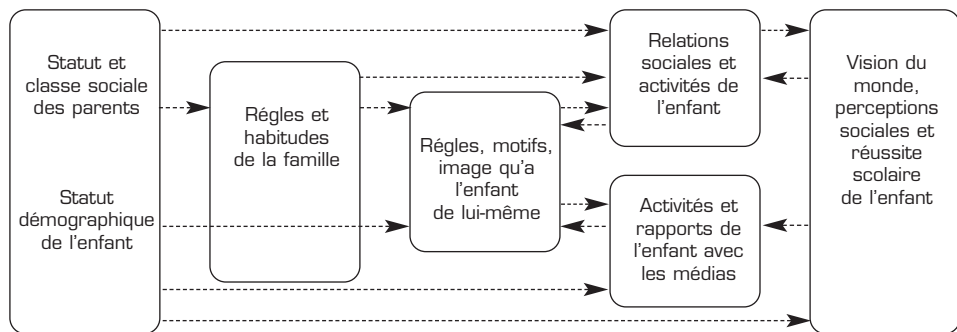 Statut et
classe sociale
des parents
Statut
démographique
de l'enfant
Régles et
habitudes
de la famille
Régles, motifs,
image qu'a
l'enfant
de lui-même
Relations
sociales et
activités de
l'enfant
Activités et
rapports de
l'enfant avec
les médias
Vision du
monde,
perceptions
sociales et
réussite
scolaire
de l'enfant